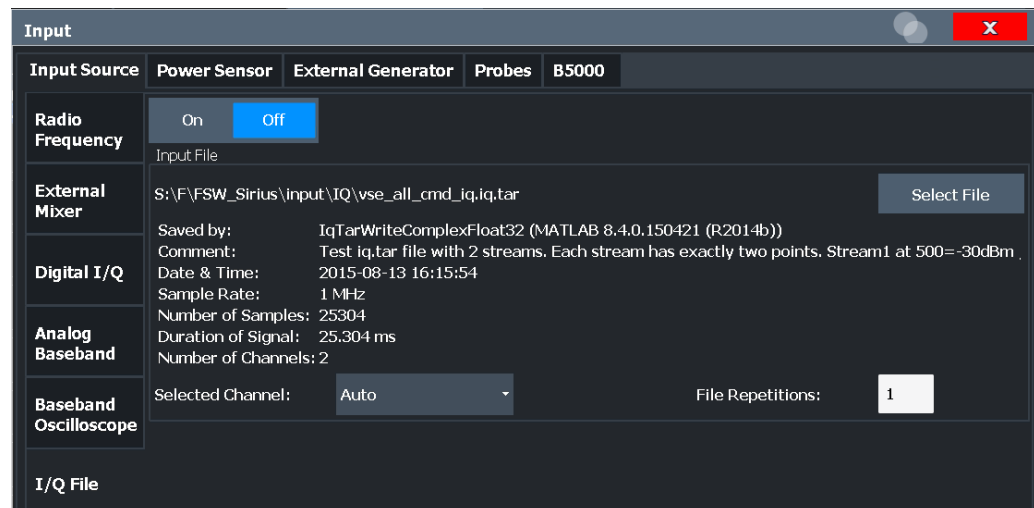 Input
X
Input Source Power Sensor External Generator Probes B5000
Radio
Frequency
On Off
Input File
External
Mixer
S:\F\FSW_Sirius\input\IQ\vse_all_cmd_iq.iq.tar
Select File
Saved by: IqTarWriteComplexFloat32 (MATLAB 8.4.0.150421 (R2014b))
Comment: Test iq.tar file with 2 streams. Each stream has exactly two points. Stream1 at 500=-30dBm
Digital I/Q
Date & Time: 2015-08-13 16:15:54
Sample Rate: 1 MHz
Number of Samples: 25304
Analog
Baseband
Duration of Signal: 25.304 ms
Number of Channels: 2
Baseband
Oscilloscope
Selected Channel: Auto
File Repetitions: 1
I/Q File